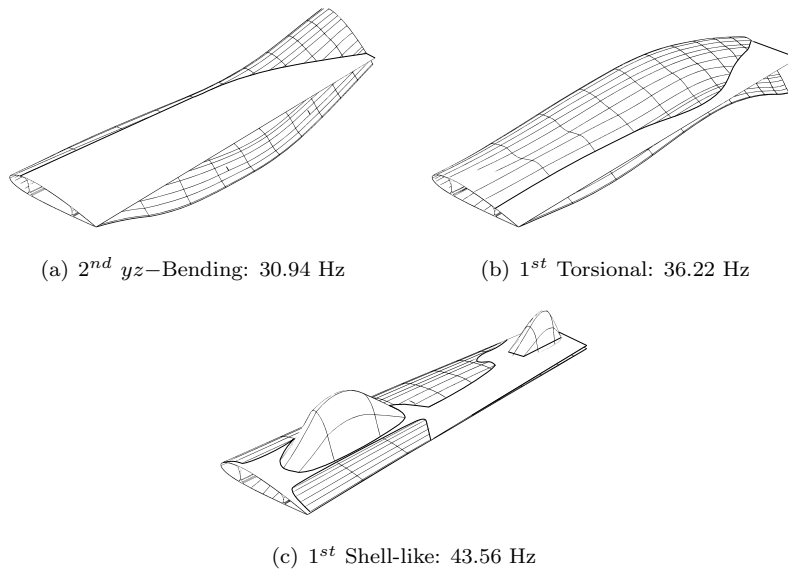 (a) 2nd yz−Bending: 30.94 Hz
(b) 1st Torsional: 36.22 Hz
(c) 1st Shell-like: 43.56 Hz